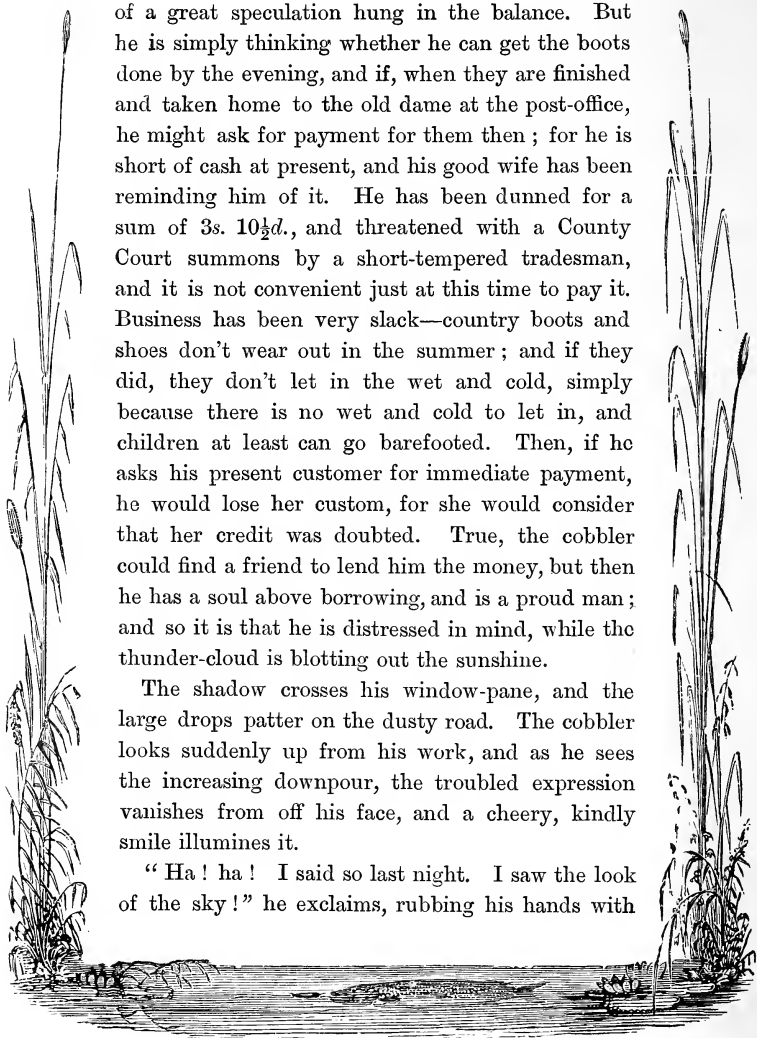 of a great speculation hung in the balance. But
he is simply thinking whether he can get the boots
done by the evening, and if, when they are finished
and taken home to the old dame at the post-office,
he might ask for payment for them then ; for he is
short of cash at present, and his good wife has been
reminding him of it. He has been dunned for a
sum of 3s. 10½d., and threatened with a County
Court summons by a short-tempered tradesman,
and it is not convenient just at this time to pay it.
Business has been very slack—country boots and
shoes don't wear out in the summer ; and if they
did, they don't let in the wet and cold, simply
because there is no wet and cold to let in, and
children at least can go barefooted. Then, if he
asks his present customer for immediate payment,
he would lose her custom, for she would consider
that her credit was doubted. True, the cobbler
could find a friend to lend him the money, but then
he has a soul above borrowing, and is a proud man ;
and so it is that he is distressed in mind, while the
thunder-cloud is blotting out the sunshine.
The shadow crosses his window-pane, and the
large drops patter on the dusty road. The cobbler
looks suddenly up from his work, and as he sees
the increasing downpour, the troubled expression
vanishes from off his face, and a cheery, kindly
smile illumines it.
“ Ha ! ha ! I said so last night. I saw the look
of the sky !” he exclaims, rubbing his hands with